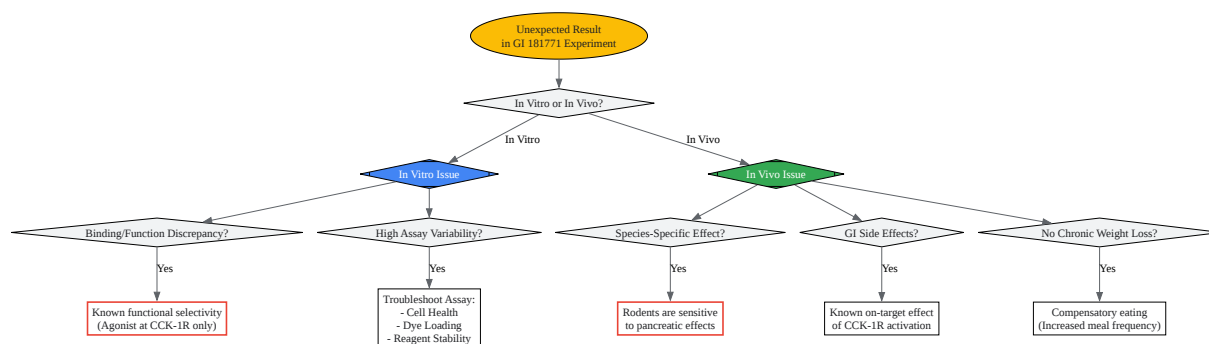 Unexpected Result
in GI 181771 Experiment
In Vitro or In Vivo?
In Vitro
In Vivo
In Vitro Issue
In Vivo Issue
Binding/Function Discrepancy?
High Assay Variability?
Species-Specific Effect?
GI Side Effects?
No Chronic Weight Loss?
Yes
Yes
Yes
Yes
Yes
Known functional selectivity
(Agonist at CCK-1R only)
Troubleshoot Assay:
- Cell Health
- Dye Loading
- Reagent Stability
Rodents are sensitive
to pancreatic effects
Known on-target effect
of CCK-1R activation
Compensatory eating
(Increased meal frequency)